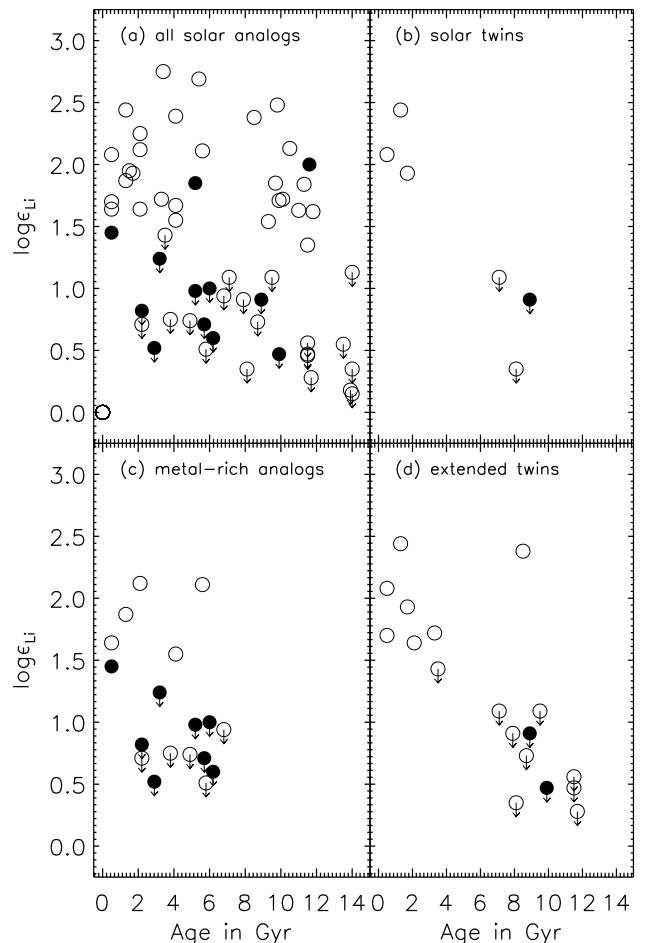 (a) all solar analogs
(b) solar twins
3.0
2.5
2.0
1.5
1.0
0.5
0.0
logϵLi
(c) metal-rich analogs
(d) extended twins
3.0
2.5
2.0
1.5
1.0
0.5
0.0
logϵLi
0 2 4 6 8 10 12 14 0 2 4 6 8 10 12 14
Age in Gyr Age in Gyr